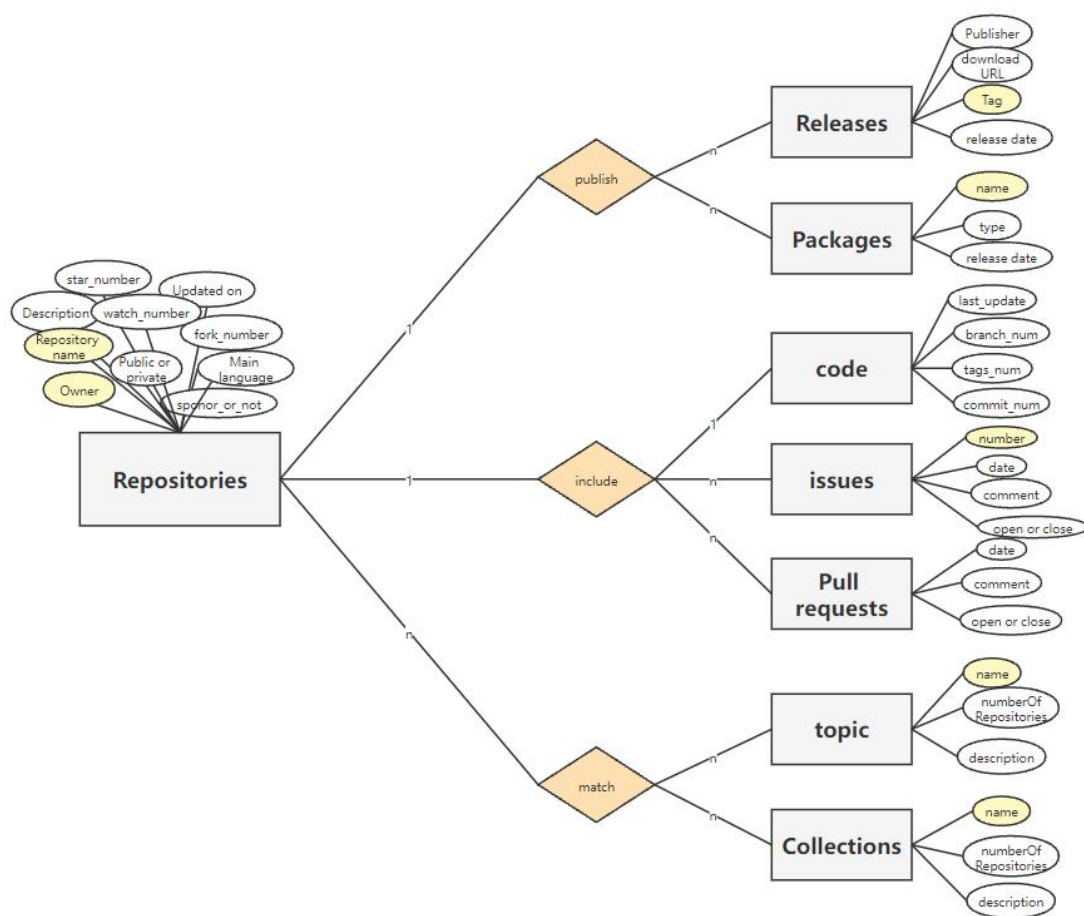 Publisher
download
URL
Releases
Tag
release date
publish
n
n
name
Packages
type
release date
star_number
Updated on
Description
watch_number
Repository
name
fork_number
Public or
private
Main
language
Owner
sponor_or_not
Repositories
1
1
n
last_update
branch_num
code
tags_num
commit_num
1
include
n
n
number
issues
date
comment
open or close
Pull
requests
date
comment
open or close
name
topic
numberOf
Repositories
description
match
n
n
name
Collections
numberOf
Repositories
description